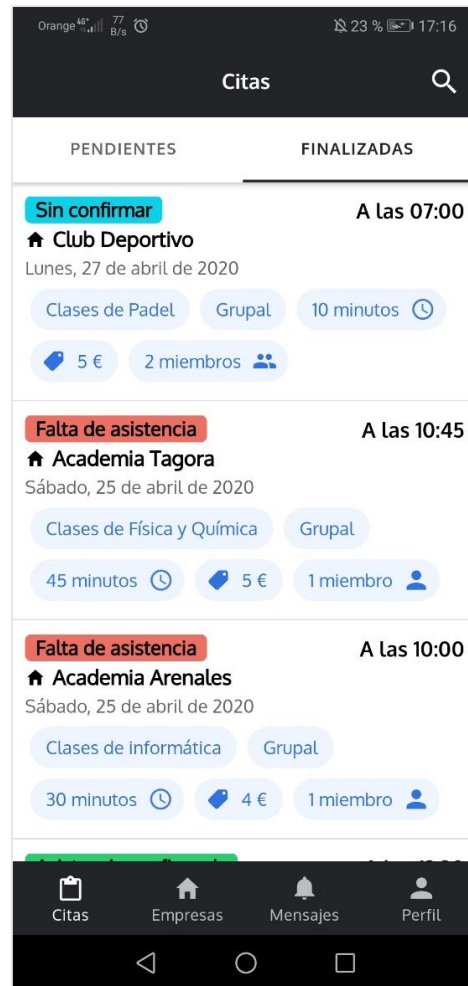 Orange 4G+ 77 B/s 23 % 17:16
Citas
PENDIENTES FINALIZADAS
Sin confirmar A las 07:00
Club Deportivo
Lunes, 27 de abril de 2020
Clases de Padel Grupal 10 minutos
5 € 2 miembros
Falta de asistencia A las 10:45
Academia Tagora
Sábado, 25 de abril de 2020
Clases de Física y Química Grupal
45 minutos 5 € 1 miembro
Falta de asistencia A las 10:00
Academia Arenales
Sábado, 25 de abril de 2020
Clases de informática Grupal
30 minutos 4 € 1 miembro
Citas Empresas Mensajes Perfil